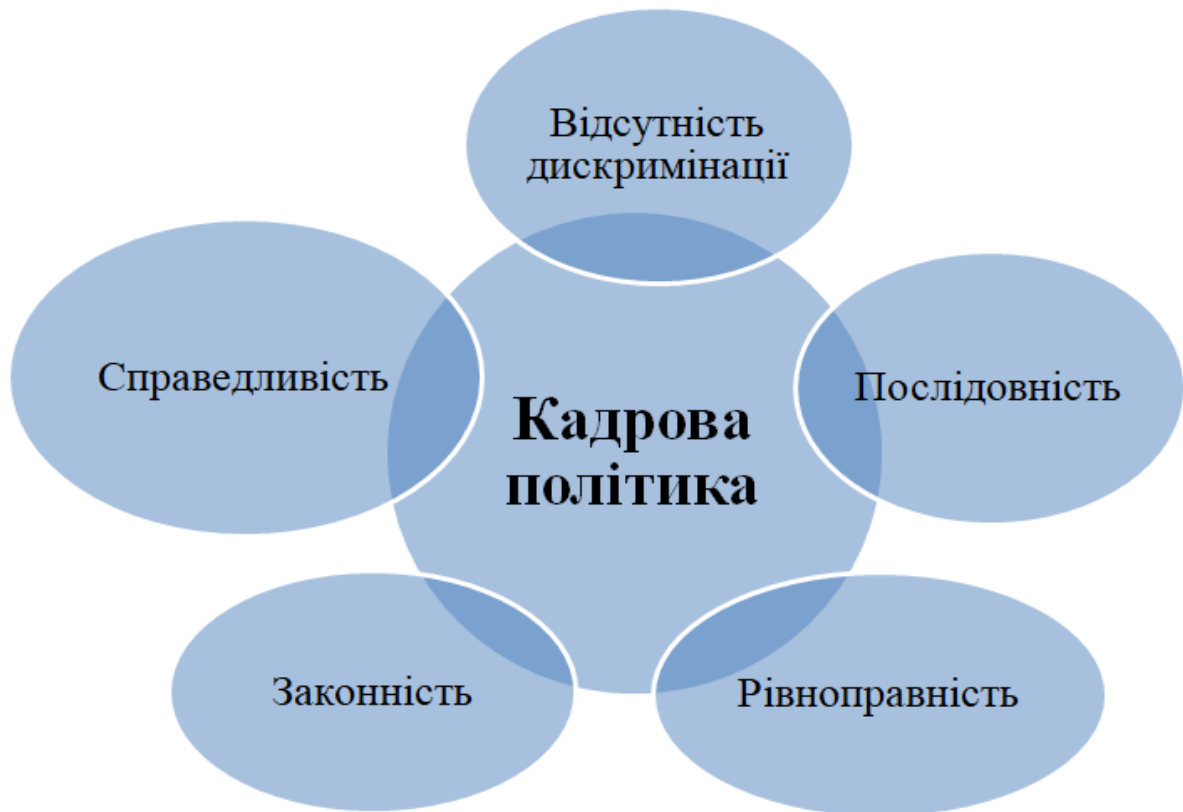 Відсутність
дискримінації
Справедливість
Послідовність
Кадрова
політика
Законність
Рівноправність